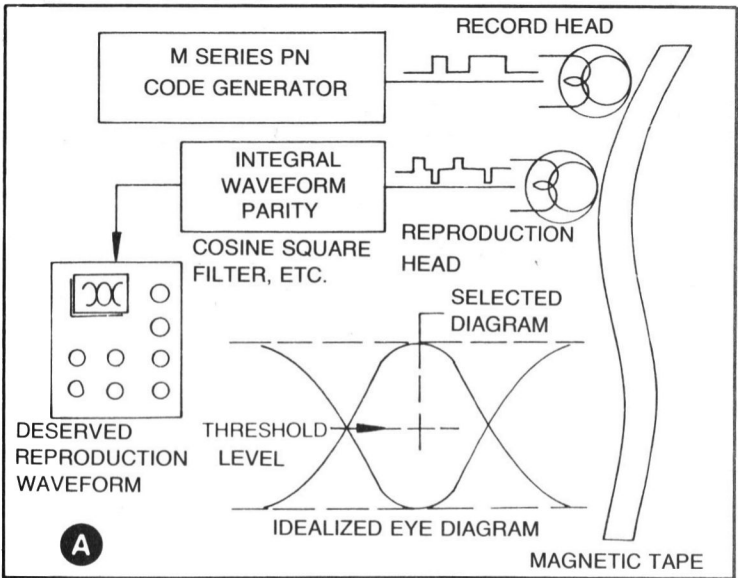 RECORD HEAD
M SERIES PN
CODE GENERATOR
INTEGRAL
WAVEFORM
PARITY
COSINE SQUARE
FILTER, ETC.
REPRODUCTION
HEAD
SELECTED
DIAGRAM
THRESHOLD
LEVEL
DESERVED
REPRODUCTION
WAVEFORM
IDEALIZED EYE DIAGRAM
A
MAGNETIC TAPE